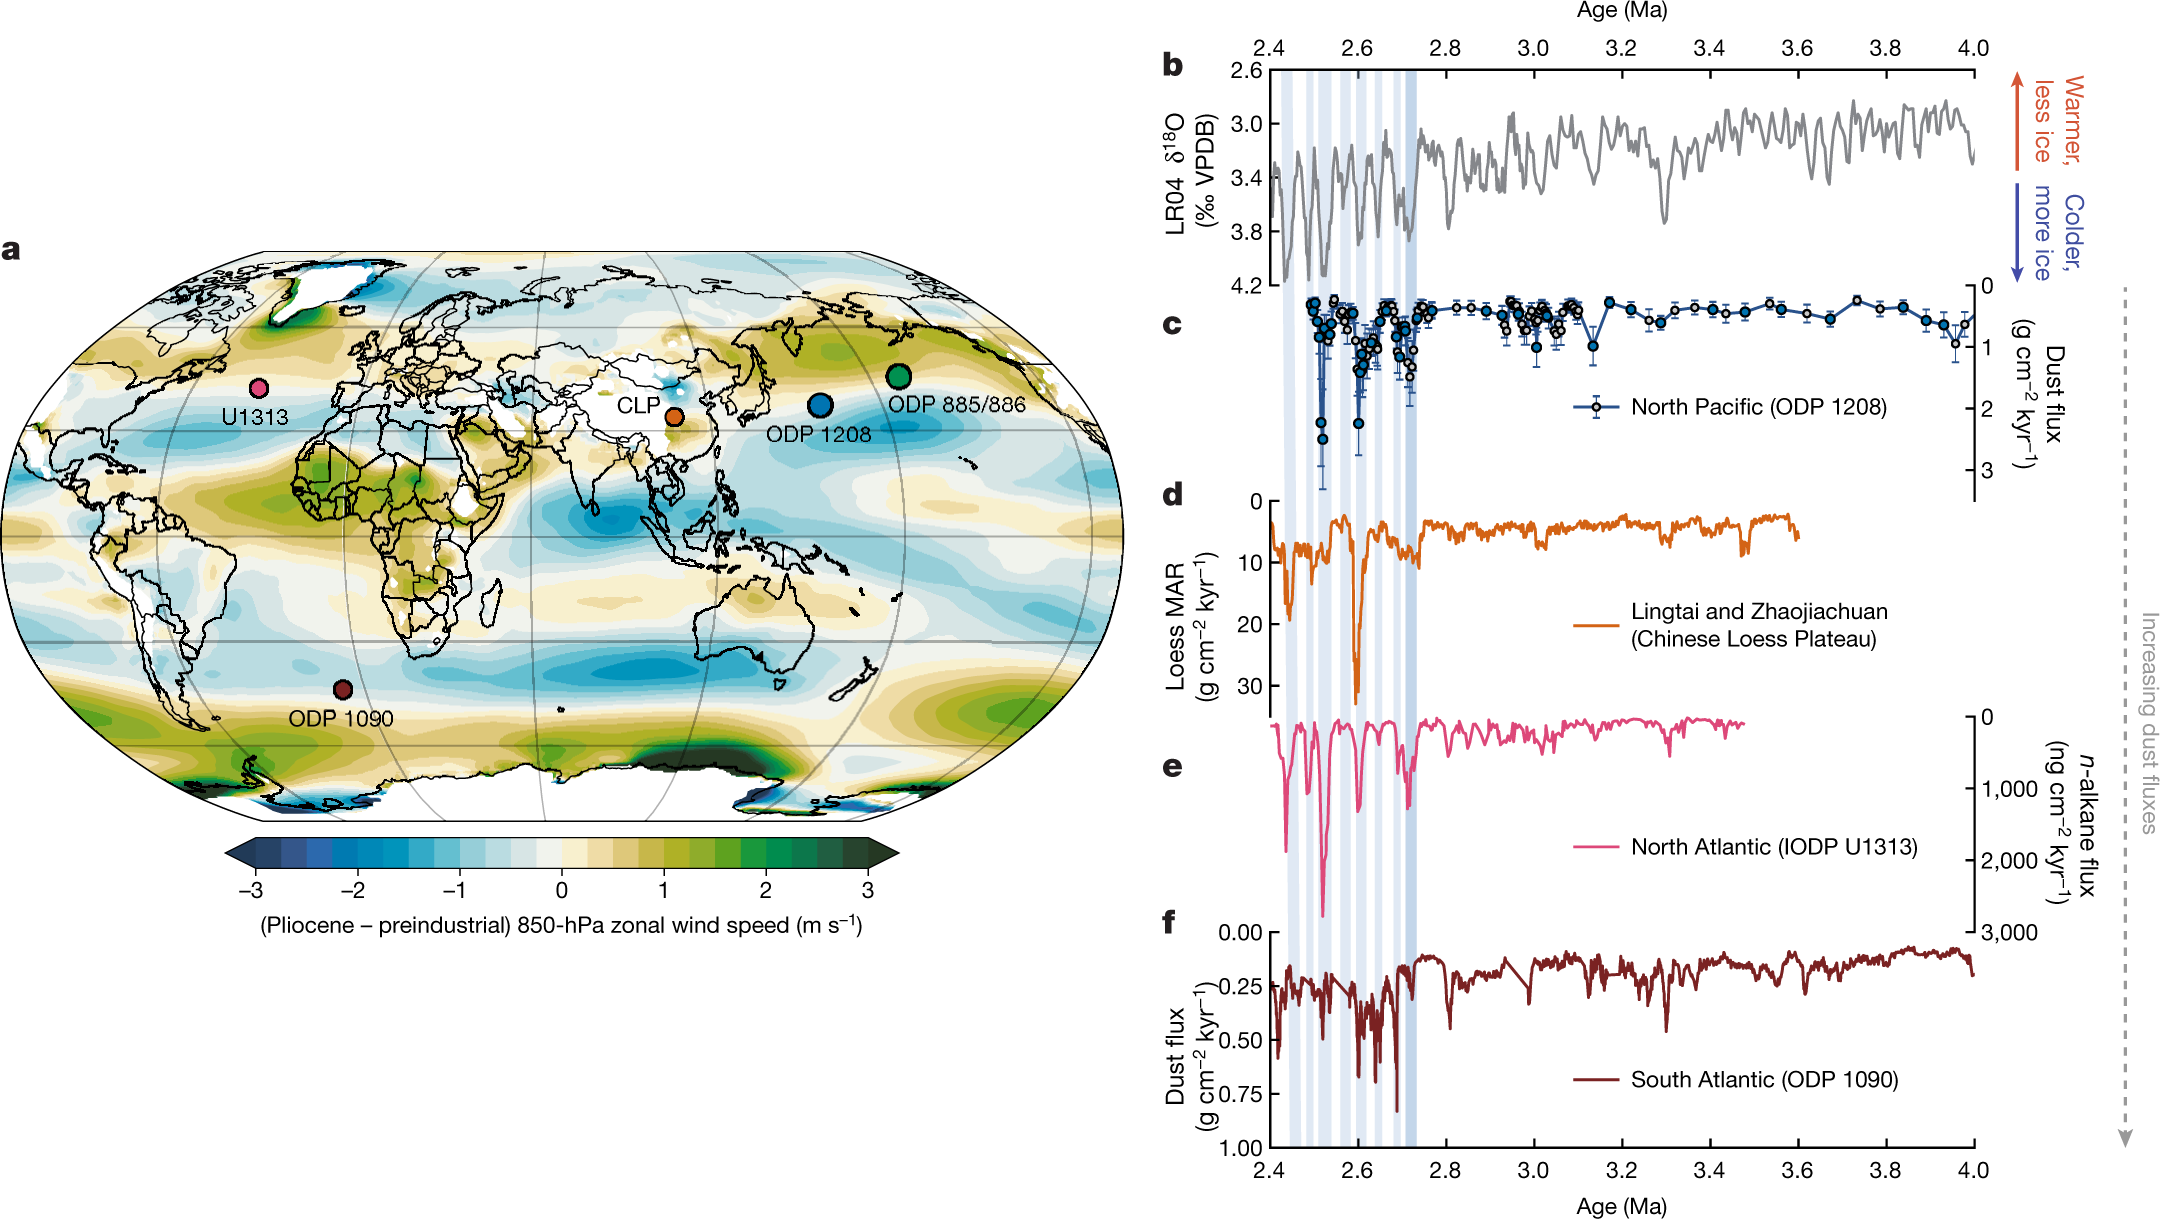 a
U1313
CLP
ODP 885/886
ODP 1208
ODP 1090
−3 −2 −1 0 1 2 3
(Pliocene – preindustrial) 850-hPa zonal wind speed (m s⁻¹)
Age (Ma)
2.4 2.6 2.8 3.0 3.2 3.4 3.6 3.8 4.0
b
2.6
3.0
3.4
3.8
4.2
LR04 δ¹⁸O
(‰ VPDB)
Warmer,
less ice
Colder,
more ice
c
0
1
2
3
Dust flux
(g cm⁻² kyr⁻¹)
North Pacific (ODP 1208)
d
0
10
20
30
Loess MAR
(g cm⁻² kyr⁻¹)
Lingtai and Zhaojiachuan
(Chinese Loess Plateau)
e
0
1,000
2,000
3,000
n-alkane flux
(ng cm⁻² kyr⁻¹)
North Atlantic (IODP U1313)
f
0.00
0.25
0.50
0.75
1.00
Dust flux
(g cm⁻² kyr⁻¹)
South Atlantic (ODP 1090)
2.4 2.6 2.8 3.0 3.2 3.4 3.6 3.8 4.0
Age (Ma)
Increasing dust fluxes